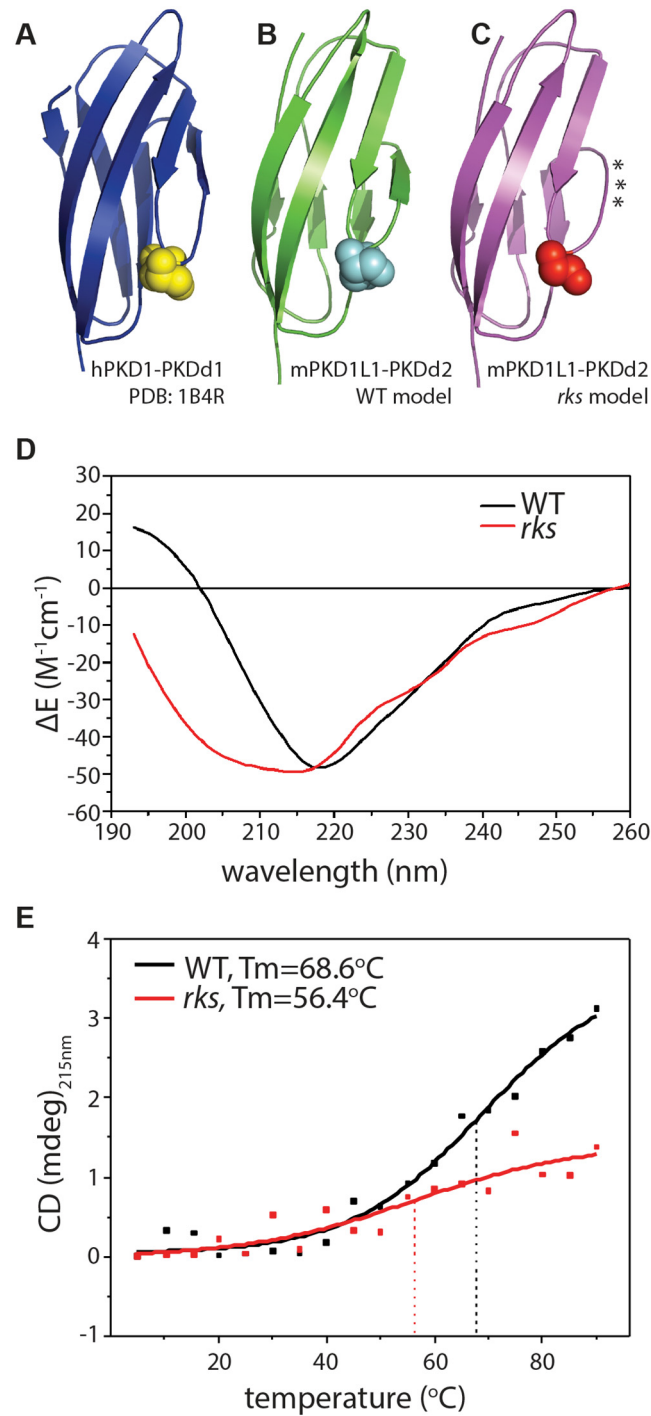 A
B
C
***
hPKD1-PKDd1
PDB: 1B4R
mPKD1L1-PKDd2
WT model
mPKD1L1-PKDd2
rks model
D
30
20
10
0
-10
-20
-30
-40
-50
-60
ΔE (M⁻¹cm⁻¹)
WT
rks
190
200
210
220
230
240
250
260
wavelength (nm)
E
4
3
2
1
0
-1
CD (mdeg)₂₁₅ₙₘ
WT, Tm=68.6°C
rks, Tm=56.4°C
20
40
60
80
temperature (°C)